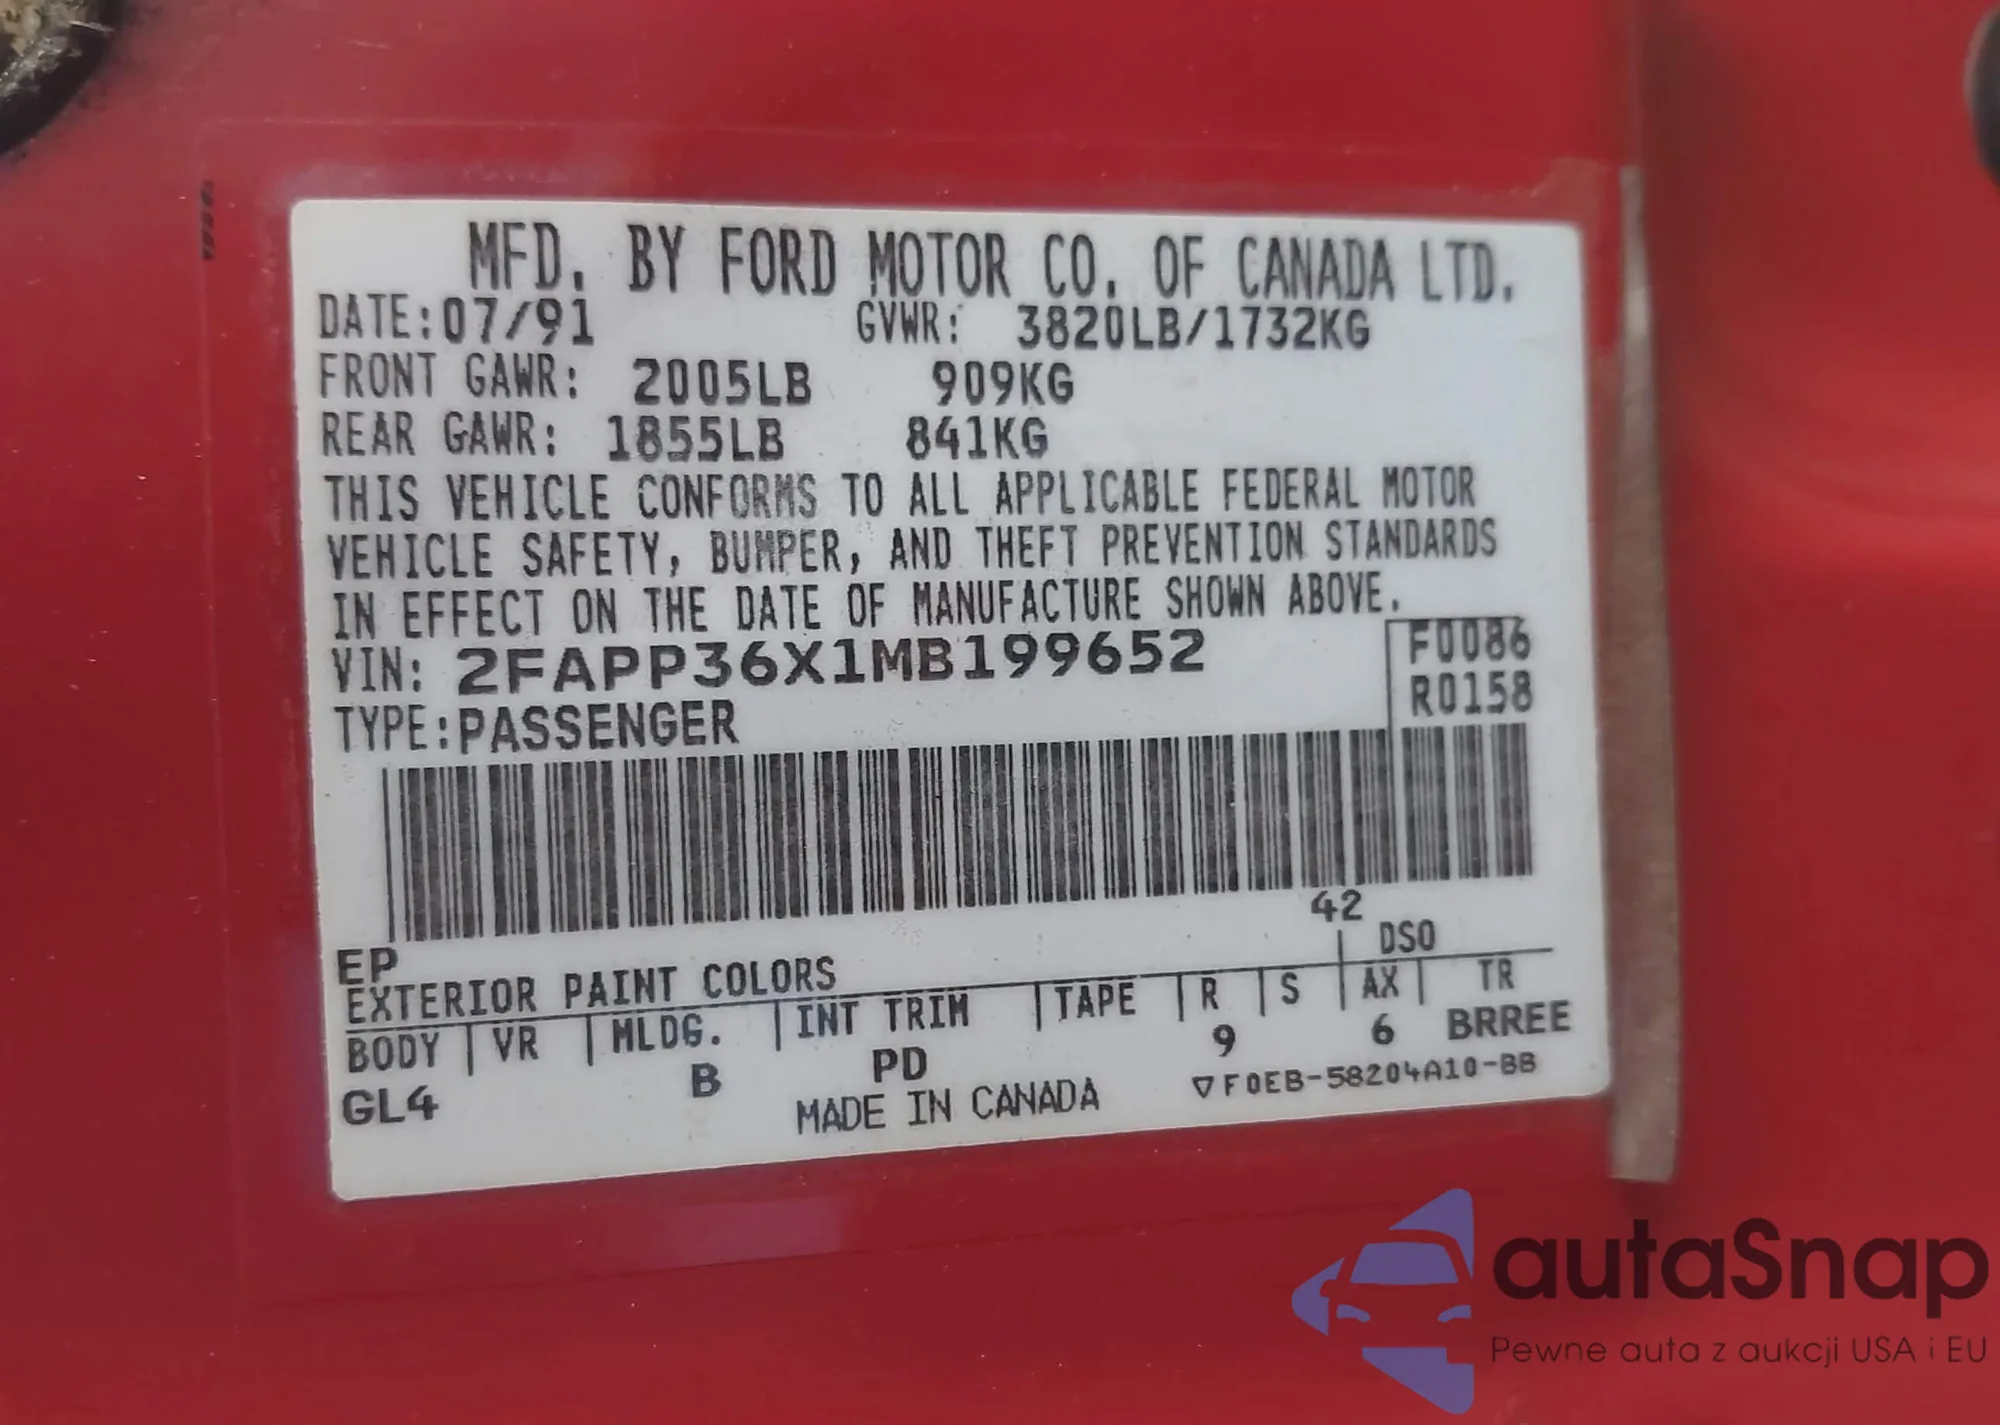 MFD. BY FORD MOTOR CO. OF CANADA LTD.
DATE:07/91 GVWR: 3820LB/1732KG
FRONT GAWR: 2005LB 909KG
REAR GAWR: 1855LB 841KG
THIS VEHICLE CONFORMS TO ALL APPLICABLE FEDERAL MOTOR
VEHICLE SAFETY, BUMPER, AND THEFT PREVENTION STANDARDS
IN EFFECT ON THE DATE OF MANUFACTURE SHOWN ABOVE.
VIN: 2FAPP36X1MB199652 F0086
TYPE:PASSENGER R0158
42
EP DSO
EXTERIOR PAINT COLORS
BODY VR MLDG. INT TRIM TAPE R S AX TR
GL4 B PD 9 6 BRREE
MADE IN CANADA ▽F0EB-58204A10-BB
autaSnap
Pewne auta z aukcji USA i EU